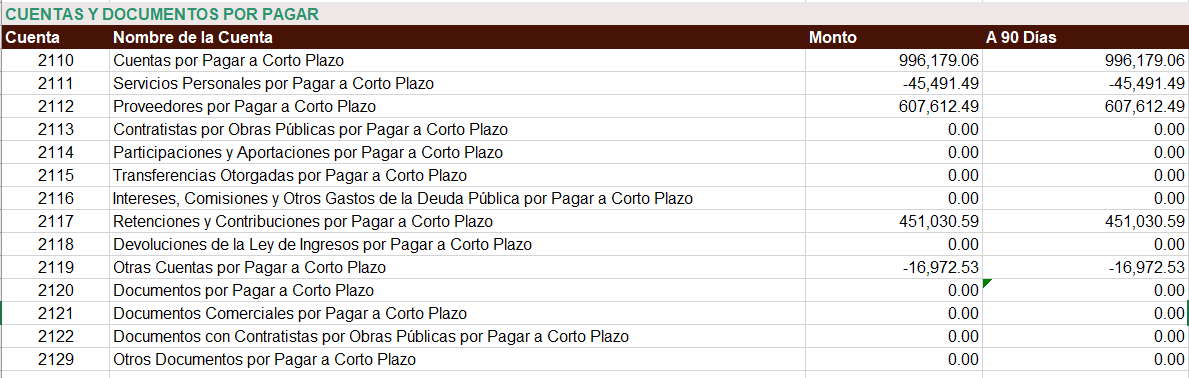 CUENTAS Y DOCUMENTOS POR PAGAR
Cuenta Nombre de la Cuenta Monto A 90 Días
2110 Cuentas por Pagar a Corto Plazo 996,179.06 996,179.06
2111 Servicios Personales por Pagar a Corto Plazo -45,491.49 -45,491.49
2112 Proveedores por Pagar a Corto Plazo 607,612.49 607,612.49
2113 Contratistas por Obras Públicas por Pagar a Corto Plazo 0.00 0.00
2114 Participaciones y Aportaciones por Pagar a Corto Plazo 0.00 0.00
2115 Transferencias Otorgadas por Pagar a Corto Plazo 0.00 0.00
2116 Intereses, Comisiones y Otros Gastos de la Deuda Pública por Pagar a Corto Plazo 0.00 0.00
2117 Retenciones y Contribuciones por Pagar a Corto Plazo 451,030.59 451,030.59
2118 Devoluciones de la Ley de Ingresos por Pagar a Corto Plazo 0.00 0.00
2119 Otras Cuentas por Pagar a Corto Plazo -16,972.53 -16,972.53
2120 Documentos por Pagar a Corto Plazo 0.00 0.00
2121 Documentos Comerciales por Pagar a Corto Plazo 0.00 0.00
2122 Documentos con Contratistas por Obras Públicas por Pagar a Corto Plazo 0.00 0.00
2129 Otros Documentos por Pagar a Corto Plazo 0.00 0.00